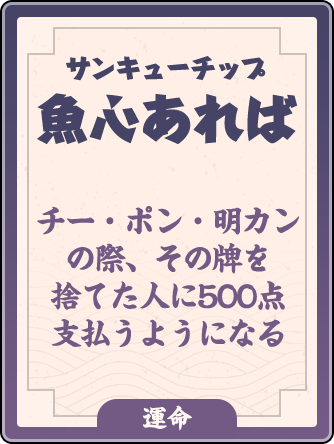 サンキューチップ
魚心あれば
チー・ポン・明カン
の際、その牌を
捨てた人に500点
支払うようになる
運命